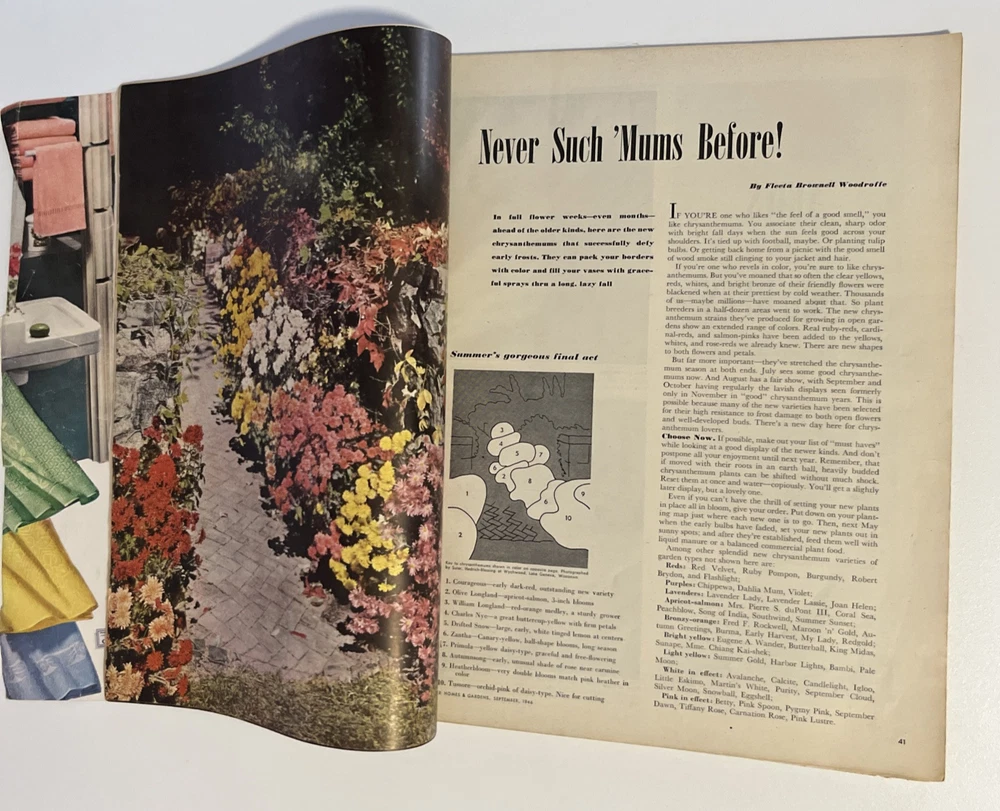 Never Such 'Mums Before!
By Fleeta Brownell Woodroffe
In full flower weeks—even months—
ahead of the older kinds, here are the new
chrysanthemums that successfully defy
early frosts. They can pack your borders
with color and fill your vases with grace-
ful sprays thru a long, lazy fall
Summer's gorgeous final act
3
4
5
7
6
2
8
1
9
6
10
2
Key to chrysanthemums shown in color on opposite page. Photographed
1. Courageous—early dark-red, outstanding new variety
2. Olive Longland—apricot-salmon, 3-inch blooms
3. William Longland—red-orange medley, a sturdy grower
4. Charles Nye—a great buttercup-yellow with firm petals
5. Drifted Snow—large, early, white tinged lemon at centers
6. Zantha—Canary-yellow, ball-shape blooms, long season
7. Primula—yellow daisy-type, graceful and free-flowering
8. Autumnsong—early, unusual shade of rose near carmine
9. Heatherbloom—very double blooms match pink heather in
color
10. Tussore—orchid-pink of daisy-type. Nice for cutting
HOMES & GARDENS, SEPTEMBER, 1946
IF YOU'RE one who likes "the feel of a good smell," you
like chrysanthemums. You associate their clean, sharp odor
with bright fall days when the sun feels good across your
shoulders. It's tied up with football, maybe. Or planting tulip
bulbs. Or getting back home from a picnic with the good smell
of wood smoke still clinging to your jacket and hair.
If you're one who revels in color, you're sure to like chrys-
anthemums. But you've moaned that so often the clear yellows,
reds, whites, and bright bronze of their friendly flowers were
blackened when at their prettiest by cold weather. Thousands
of us—maybe millions—have moaned about that. So plant
breeders in a half-dozen areas went to work. The new chrys-
anthemum strains they've produced for growing in open gar-
dens show an extended range of colors. Real ruby-reds, cardi-
nal-reds, and salmon-pinks have been added to the yellows,
whites, and rose-reds we already knew. There are new shapes
to both flowers and petals.
But far more important—they've stretched the chrysanthe-
mum season at both ends. July sees some good chrysanthe-
mums now. And August has a fair show, with September and
October having regularly the lavish displays seen formerly
only in November in "good" chrysanthemum years. This is
possible because many of the new varieties have been selected
for their high resistance to frost damage to both open flowers
and well-developed buds. There's a new day here for chrys-
anthemum lovers.
Choose Now. If possible, make out your list of "must haves"
while looking at a good display of the newer kinds. And don't
postpone all your enjoyment until next year. Remember, that
if moved with their roots in an earth ball, heavily budded
chrysanthemum plants can be shifted without much shock.
Reset them at once and water—copiously. You'll get a slightly
later display, but a lovely one.
Even if you can't have the thrill of setting your new plants
in place all in bloom, give your order. Put down on your plant-
ing map just where each new one is to go. Then, next May
when the early bulbs have faded, set your new plants out in
sunny spots; and after they're established, feed them well with
liquid manure or a balanced commercial plant food.
Among other splendid new chrysanthemum varieties of
garden types not shown here are:
Reds: Red Velvet, Ruby Pompon, Burgundy, Robert
Brydon, and Flashlight;
Purples: Chippewa, Dahlia Mum, Violet;
Lavenders: Lavender Lady, Lavender Lassie, Joan Helen;
Apricot-salmon: Mrs. Pierre S. duPont III, Coral Sea,
Peachblow, Song of India, Southwind, Summer Sunset;
Bronzy-orange: Fred F. Rockwell, Maroon 'n' Gold, Au-
tumn Greetings, Burma, Early Harvest, My Lady, Redgold;
Bright yellow: Eugene A. Wander, Butterball, King Midas,
Sunape, Mme. Chiang Kai-shek;
Light yellow: Summer Gold, Harbor Lights, Bambi, Pale
Moon;
White in effect: Avalanche, Calcite, Candlelight, Igloo,
Little Eskimo, Martin's White, Purity, September Cloud,
Silver Moon, Snowball, Eggshell;
Pink in effect: Betty, Pink Spoon, Pygmy Pink, September
Dawn, Tiffany Rose, Carnation Rose, Pink Lustre.
41